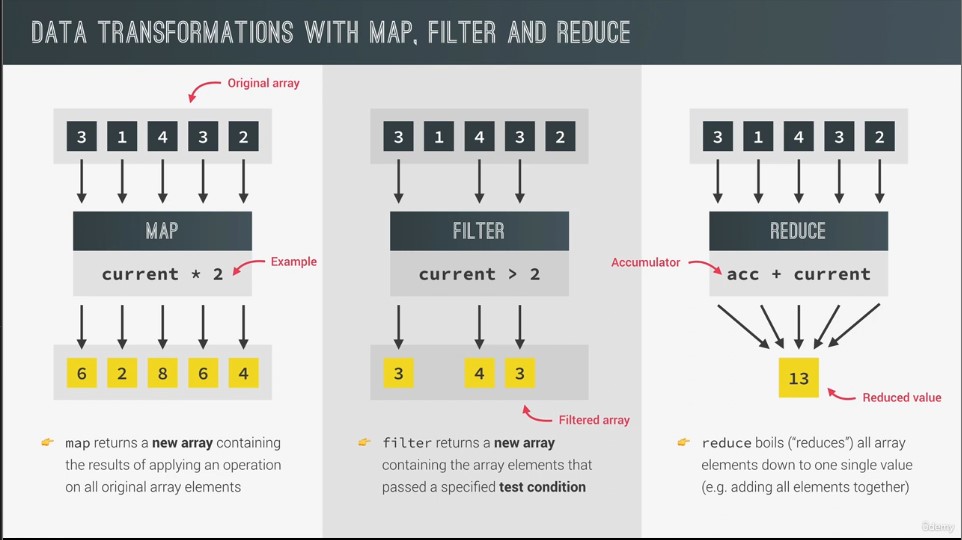 DATA TRANSFORMATIONS WITH MAP, FILTER AND REDUCE
Original array
3 1 4 3 2
MAP
current * 2
Example
6 2 8 6 4
👉 map returns a new array containing
the results of applying an operation
on all original array elements
3 1 4 3 2
FILTER
current > 2
3 4 3
Filtered array
👉 filter returns a new array
containing the array elements that
passed a specified test condition
3 1 4 3 2
REDUCE
Accumulator
acc + current
13
Reduced value
👉 reduce boils (“reduces”) all array
elements down to one single value
(e.g. adding all elements together)
ûdemy